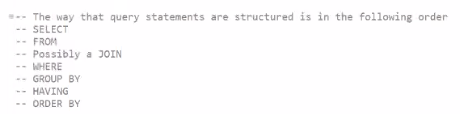 -- The way that query statements are structured is in the following order
-- SELECT
-- FROM
-- Possibly a JOIN
-- WHERE
-- GROUP BY
-- HAVING
-- ORDER BY